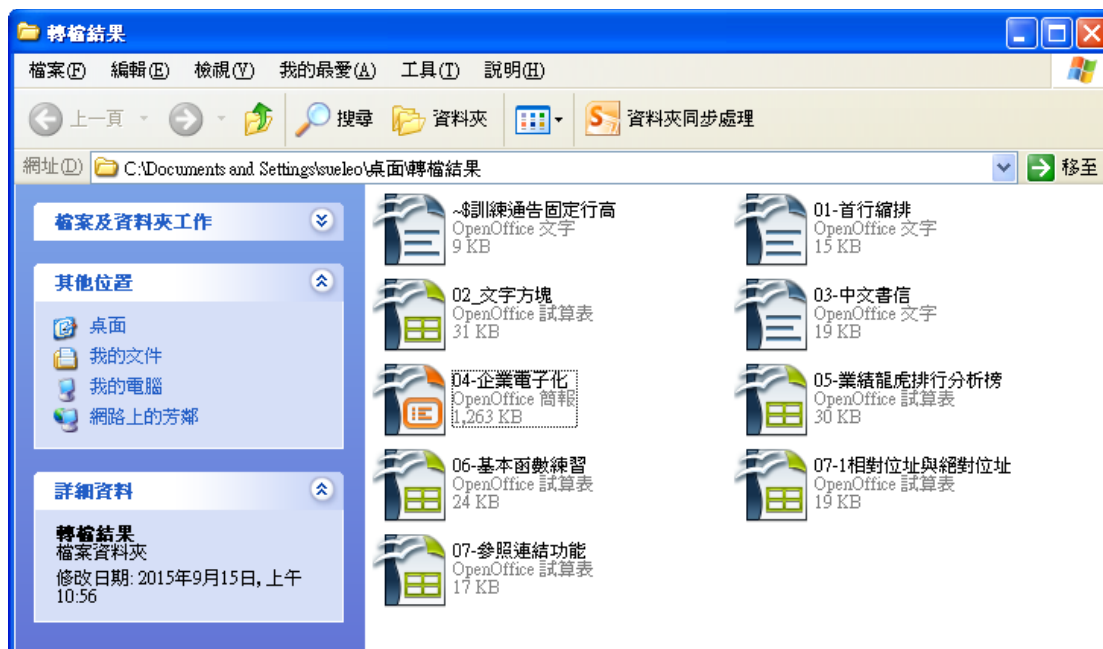 轉檔結果
檔案(F) 編輯(E) 檢視(V) 我的最愛(A) 工具(T) 說明(H)
上一頁 搜尋 資料夾 資料夾同步處理
網址(D) C:\Documents and Settings\sueleo\桌面\轉檔結果 移至
檔案及資料夾工作
其他位置
桌面
我的文件
我的電腦
網路上的芳鄰
詳細資料
轉檔結果
檔案資料夾
修改日期: 2015年9月15日, 上午
10:56
~$訓練通告固定行高
OpenOffice 文字
9 KB
01-首行縮排
OpenOffice 文字
15 KB
02_文字方塊
OpenOffice 試算表
31 KB
03-中文書信
OpenOffice 文字
19 KB
04-企業電子化
OpenOffice 簡報
1,263 KB
05-業績龍虎排行分析榜
OpenOffice 試算表
30 KB
06-基本函數練習
OpenOffice 試算表
24 KB
07-1相對位址與絕對位址
OpenOffice 試算表
19 KB
07-參照連結功能
OpenOffice 試算表
17 KB